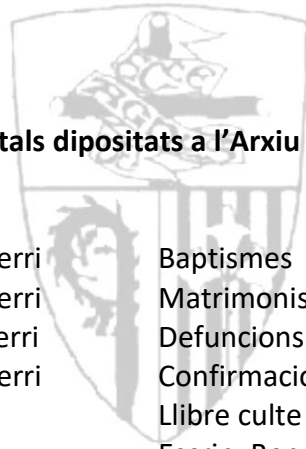 tals dipositats a l’Arxiu
erri Baptismes
erri Matrimonis
erri Defuncions
erri Confirmacio
Llibre culte